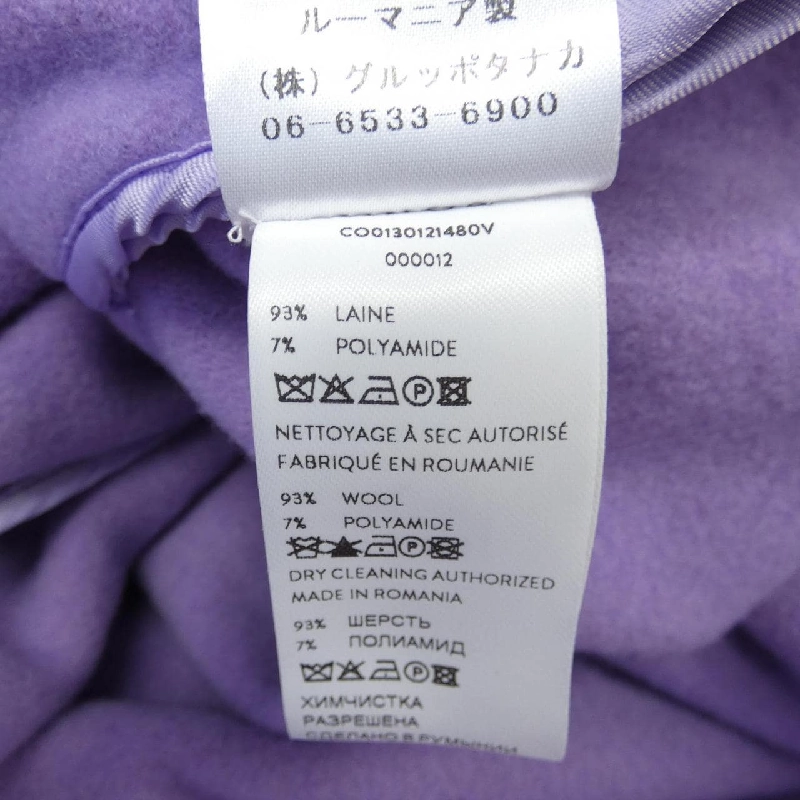 ルーマニア製
(株) グルッポタナカ
06-6533-6900
CO0130121480V
000012
93% LAINE
7% POLYAMIDE
P
NETTOYAGE À SEC AUTORISÉ
FABRIQUÉ EN ROUMANIE
93% WOOL
7% POLYAMIDE
P
DRY CLEANING AUTHORIZED
MADE IN ROMANIA
93% ШЕРСТЬ
7% ПОЛИАМИД
P
ХИМЧИСТКА
РАЗРЕШЕНА
СДЕЛАНО В РУМЫНИИ